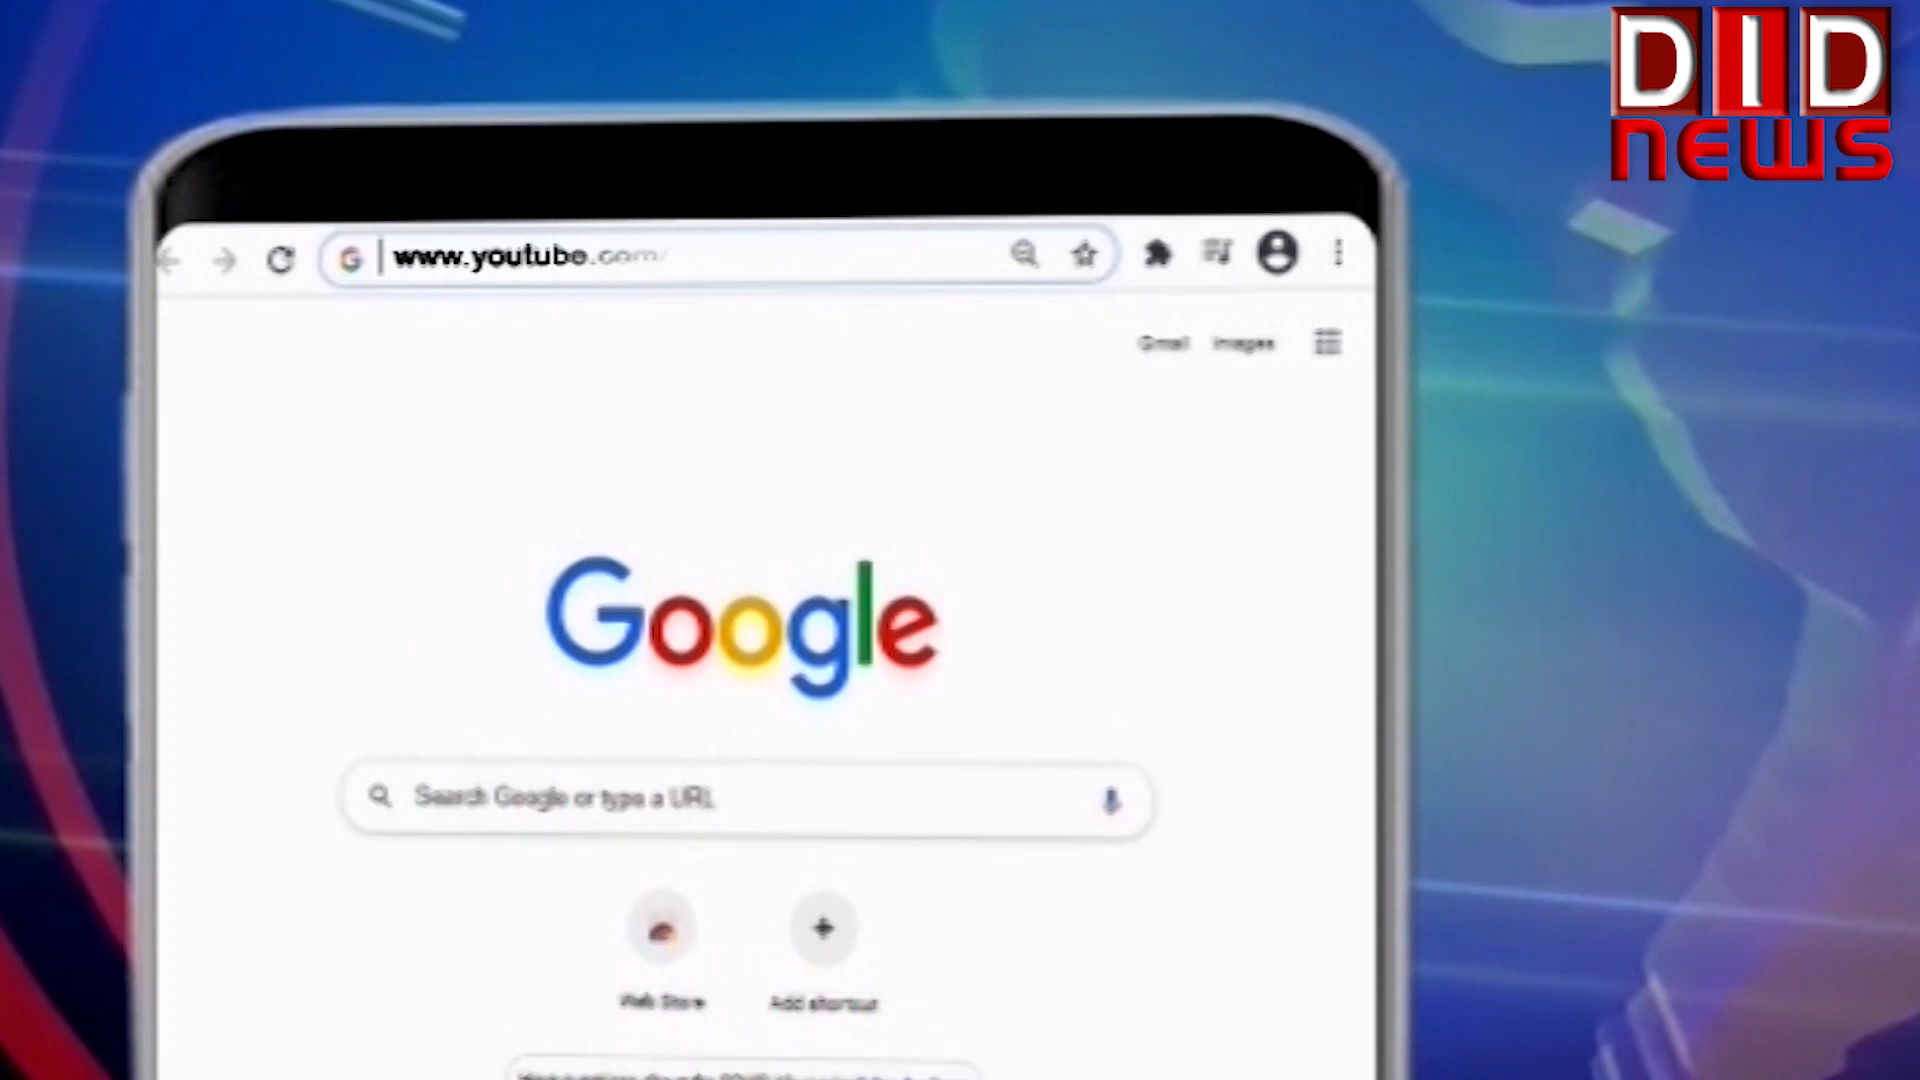 DID
NEWS
www.youtube.com/
Gmail Images
Google
Search Google or type a URL
Web Store Add shortcut